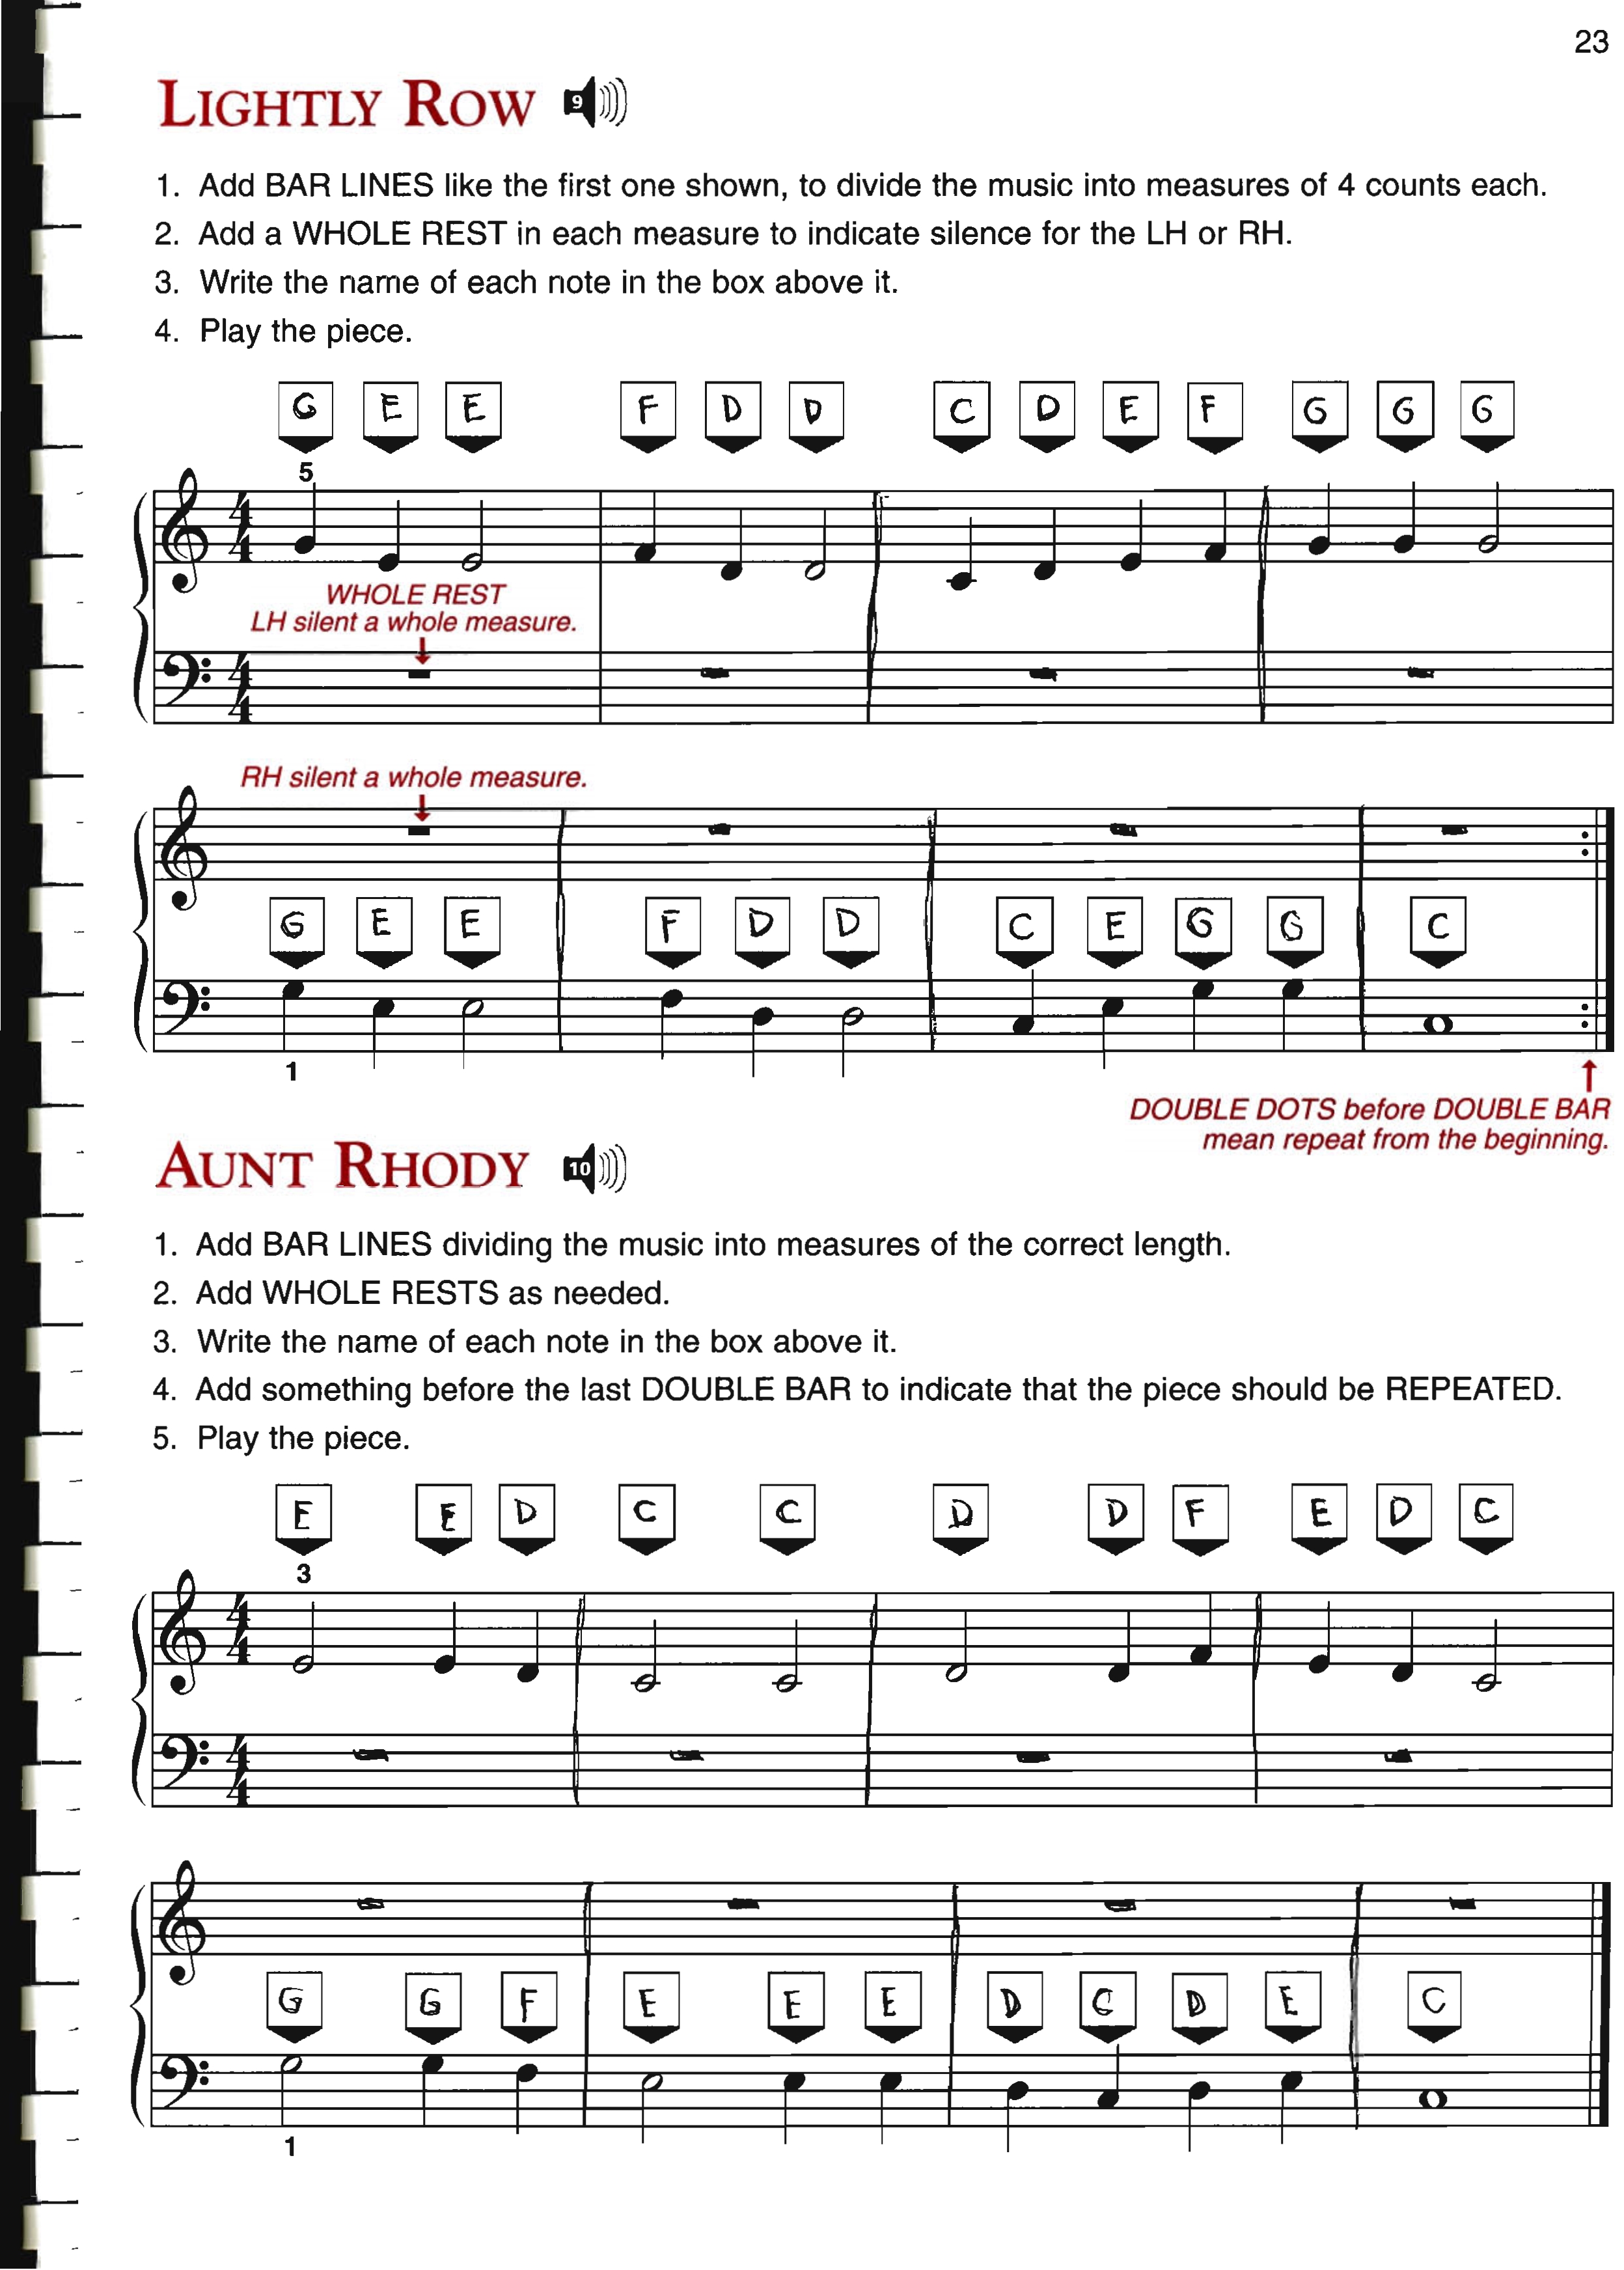 23
LIGHTLY ROW 9
1. Add BAR LINES like the first one shown, to divide the music into measures of 4 counts each.
2. Add a WHOLE REST in each measure to indicate silence for the LH or RH.
3. Write the name of each note in the box above it.
4. Play the piece.
G E E F D D C D E F G G G
5
4 4
WHOLE REST
LH silent a whole measure.
4 4
RH silent a whole measure.
G E E F D D C E G G C
1
DOUBLE DOTS before DOUBLE BAR
mean repeat from the beginning.
AUNT RHODY 10
1. Add BAR LINES dividing the music into measures of the correct length.
2. Add WHOLE RESTS as needed.
3. Write the name of each note in the box above it.
4. Add something before the last DOUBLE BAR to indicate that the piece should be REPEATED.
5. Play the piece.
E E D C C D D F E D C
3
4 4
4 4
G G F E E E D C D E C
1